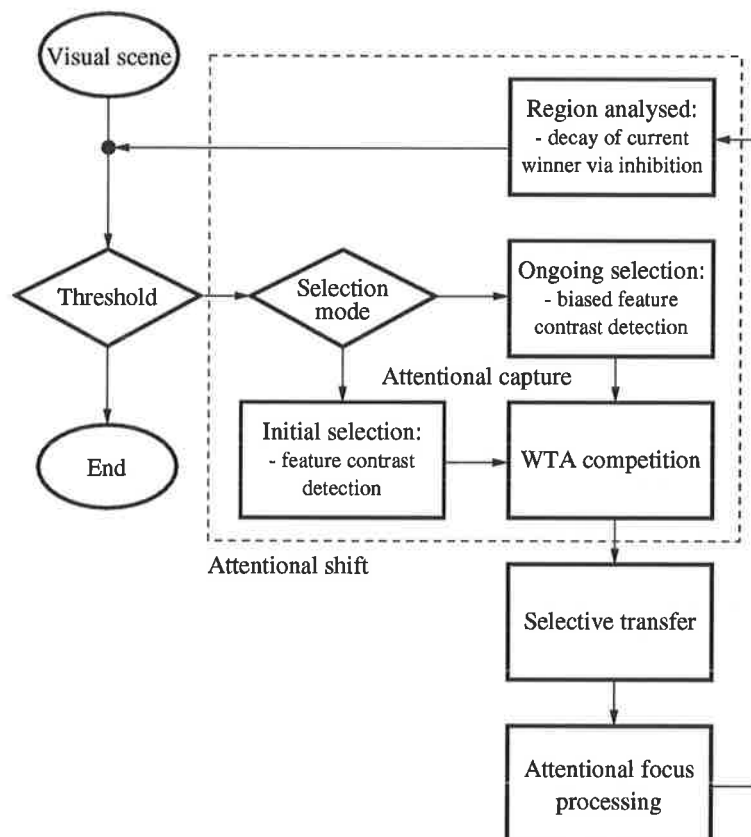 Visual scene
Region analysed:
- decay of current
winner via inhibition
Threshold
Selection
mode
Ongoing selection:
- biased feature
contrast detection
Attentional capture
Initial selection:
- feature contrast
detection
WTA competition
End
Attentional shift
Selective transfer
Attentional focus
processing